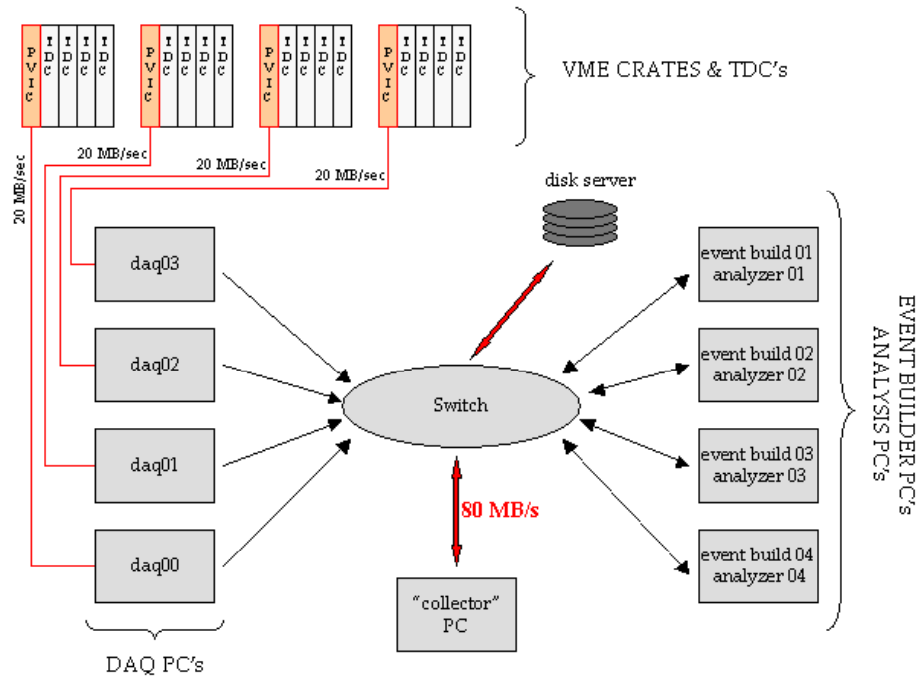 PVIC TDC TDC TDC TDC
PVIC TDC TDC TDC TDC
PVIC TDC TDC TDC TDC
PVIC TDC TDC TDC TDC
VME CRATES & TDC's
20 MB/sec
20 MB/sec
20 MB/sec
20 MB/sec
disk server
daq03
daq02
daq01
daq00
DAQ PC's
Switch
80 MB/s
"collector"
PC
event build 01
analyzer 01
event build 02
analyzer 02
event build 03
analyzer 03
event build 04
analyzer 04
EVENT BUILDER PC's
ANALYSIS PC's